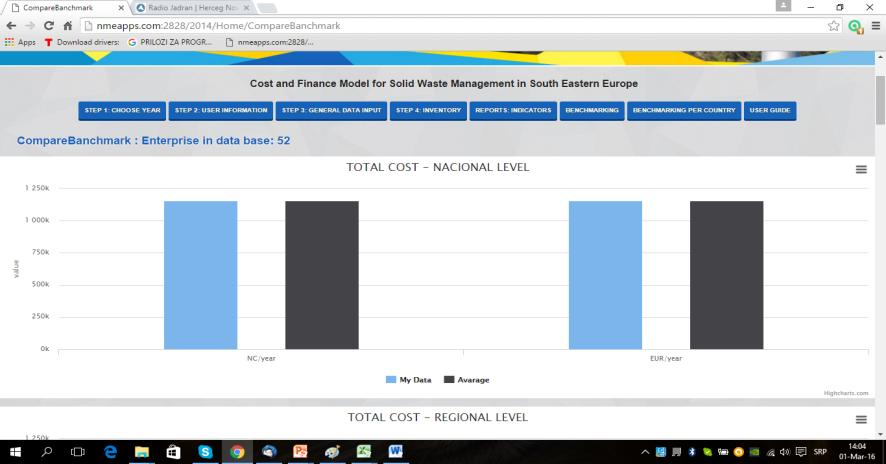 CompareBanchmark
Radio Jadran | Herceg Nov
nmeapps.com:2828/2014/Home/CompareBanchmark
Apps Download drivers: PRILOZI ZA PROGR... nmeapps.com:2828/...
Cost and Finance Model for Solid Waste Management in South Eastern Europe
STEP 1: CHOOSE YEAR STEP 2: USER INFORMATION STEP 3: GENERAL DATA INPUT STEP 4: INVENTORY REPORTS: INDICATORS BENCHMARKING BENCHMARKING PER COUNTRY USER GUIDE
CompareBanchmark : Enterprise in data base: 52
TOTAL COST – NACIONAL LEVEL
1 250k
1 000k
750k
500k
250k
0k
value
NC/year EUR/year
My Data Avarage
Highcharts.com
TOTAL COST – REGIONAL LEVEL
1 250k
SRP
14:04
01-Mar-16